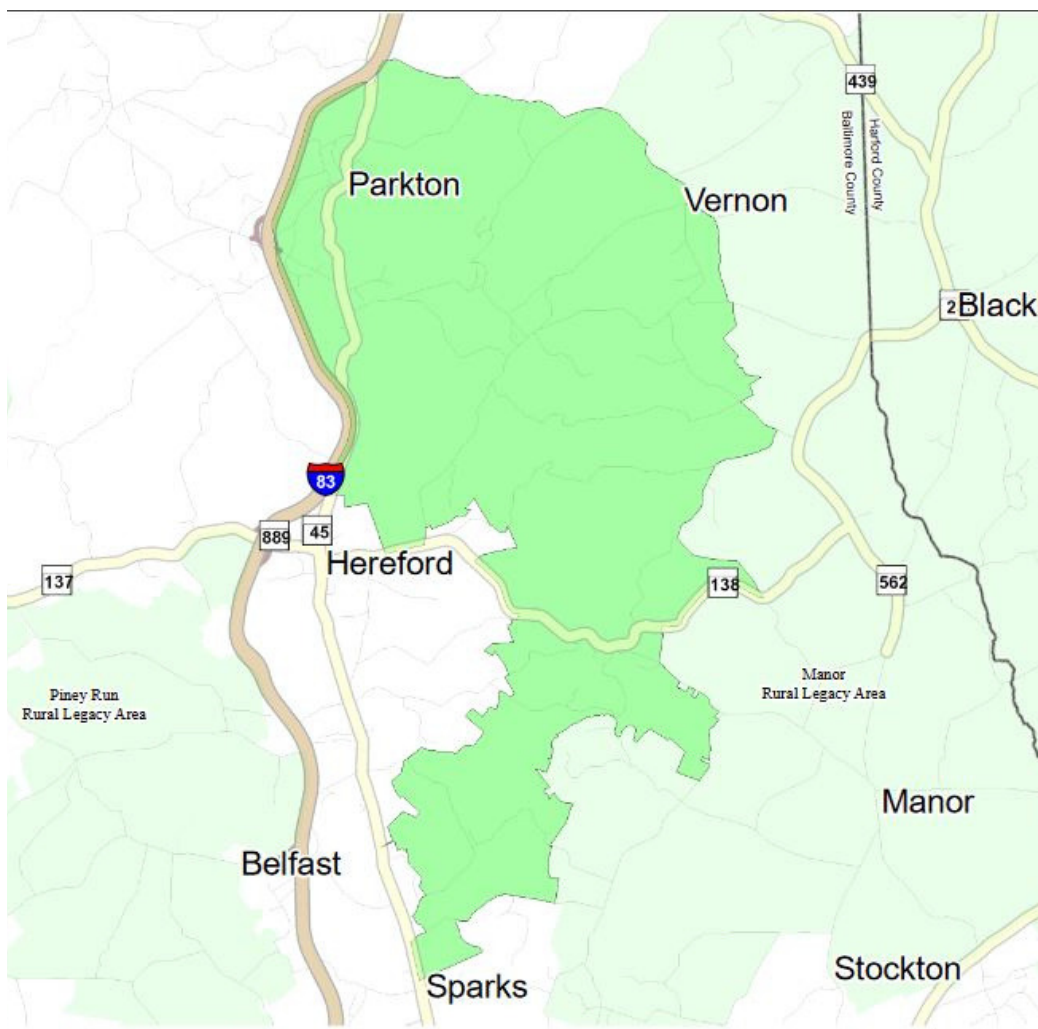 439
Harford County
Baltimore County
Parkton
Vernon
2
Black
83
889
45
Hereford
137
138
562
Piney Run
Rural Legacy Area
Manor
Rural Legacy Area
Manor
Belfast
Stockton
Sparks